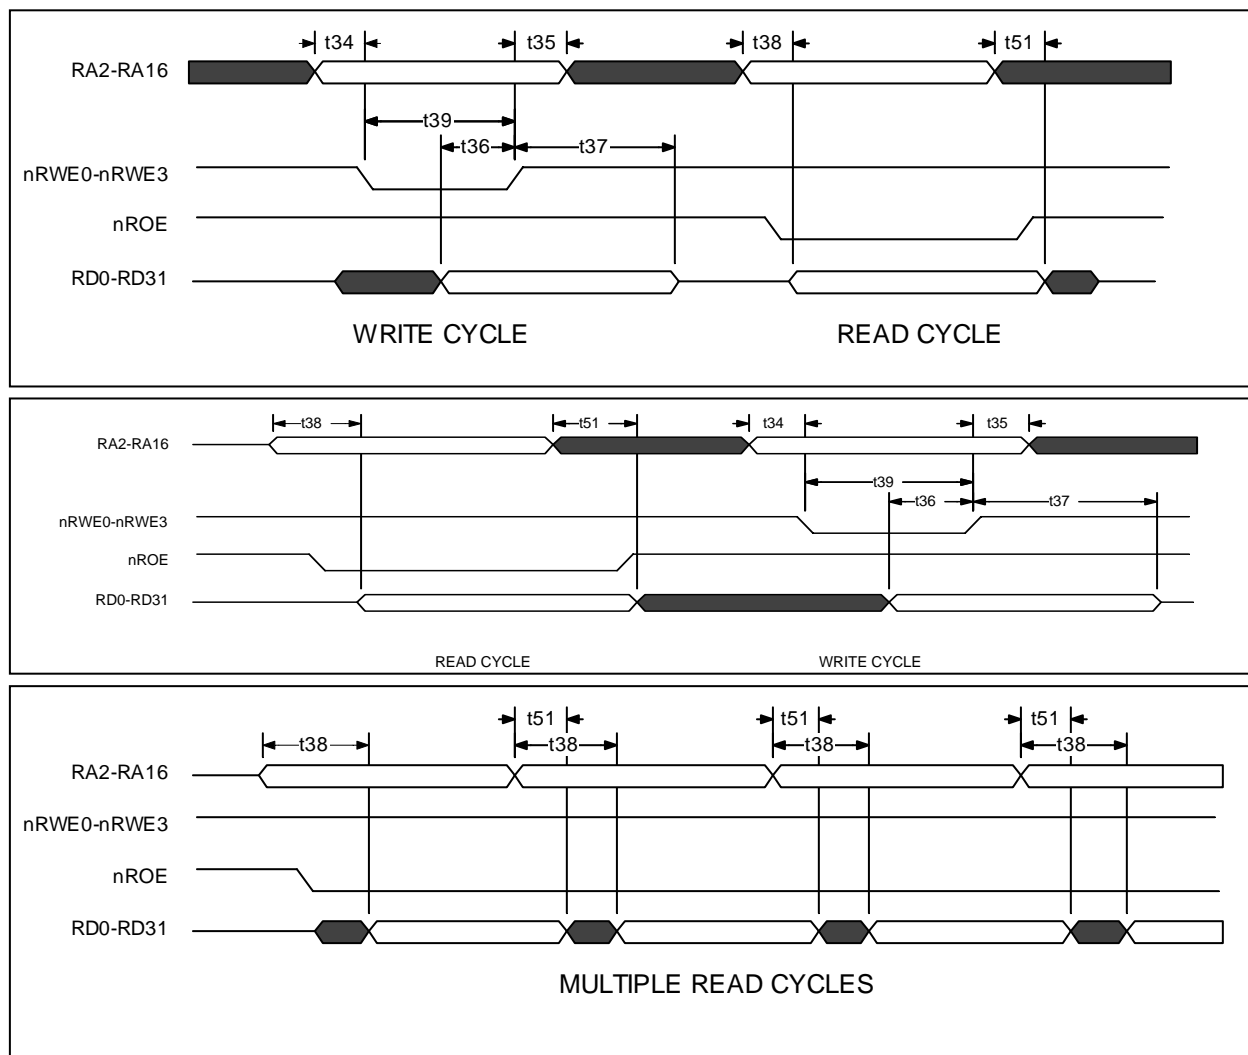 t34 t35 t38 t51
RA2-RA16
t39
t36 t37
nRWE0-nRWE3
nROE
RD0-RD31
WRITE CYCLE READ CYCLE
t38 t51 t34 t35
RA2-RA16
t39
t36 t37
nRWE0-nRWE3
nROE
RD0-RD31
READ CYCLE WRITE CYCLE
t51 t51 t51
t38 t38 t38 t38
RA2-RA16
nRWE0-nRWE3
nROE
RD0-RD31
MULTIPLE READ CYCLES